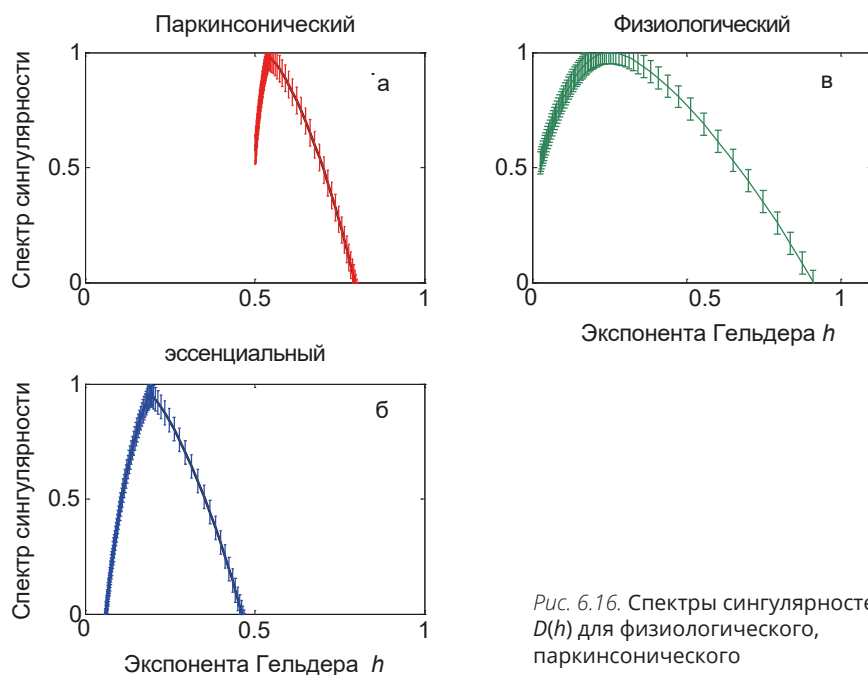 Паркинсонический
Спектр сингулярности
1
0.5
0
0
0.5
1
а
Физиологический
1
0.5
0
0
0.5
1
в
Экспонента Гельдера h
эссенциальный
Спектр сингулярности
1
0.5
0
0
0.5
1
б
Экспонента Гельдера h
Рис. 6.16. Спектры сингулярносте
D(h) для физиологического,
паркинсонического